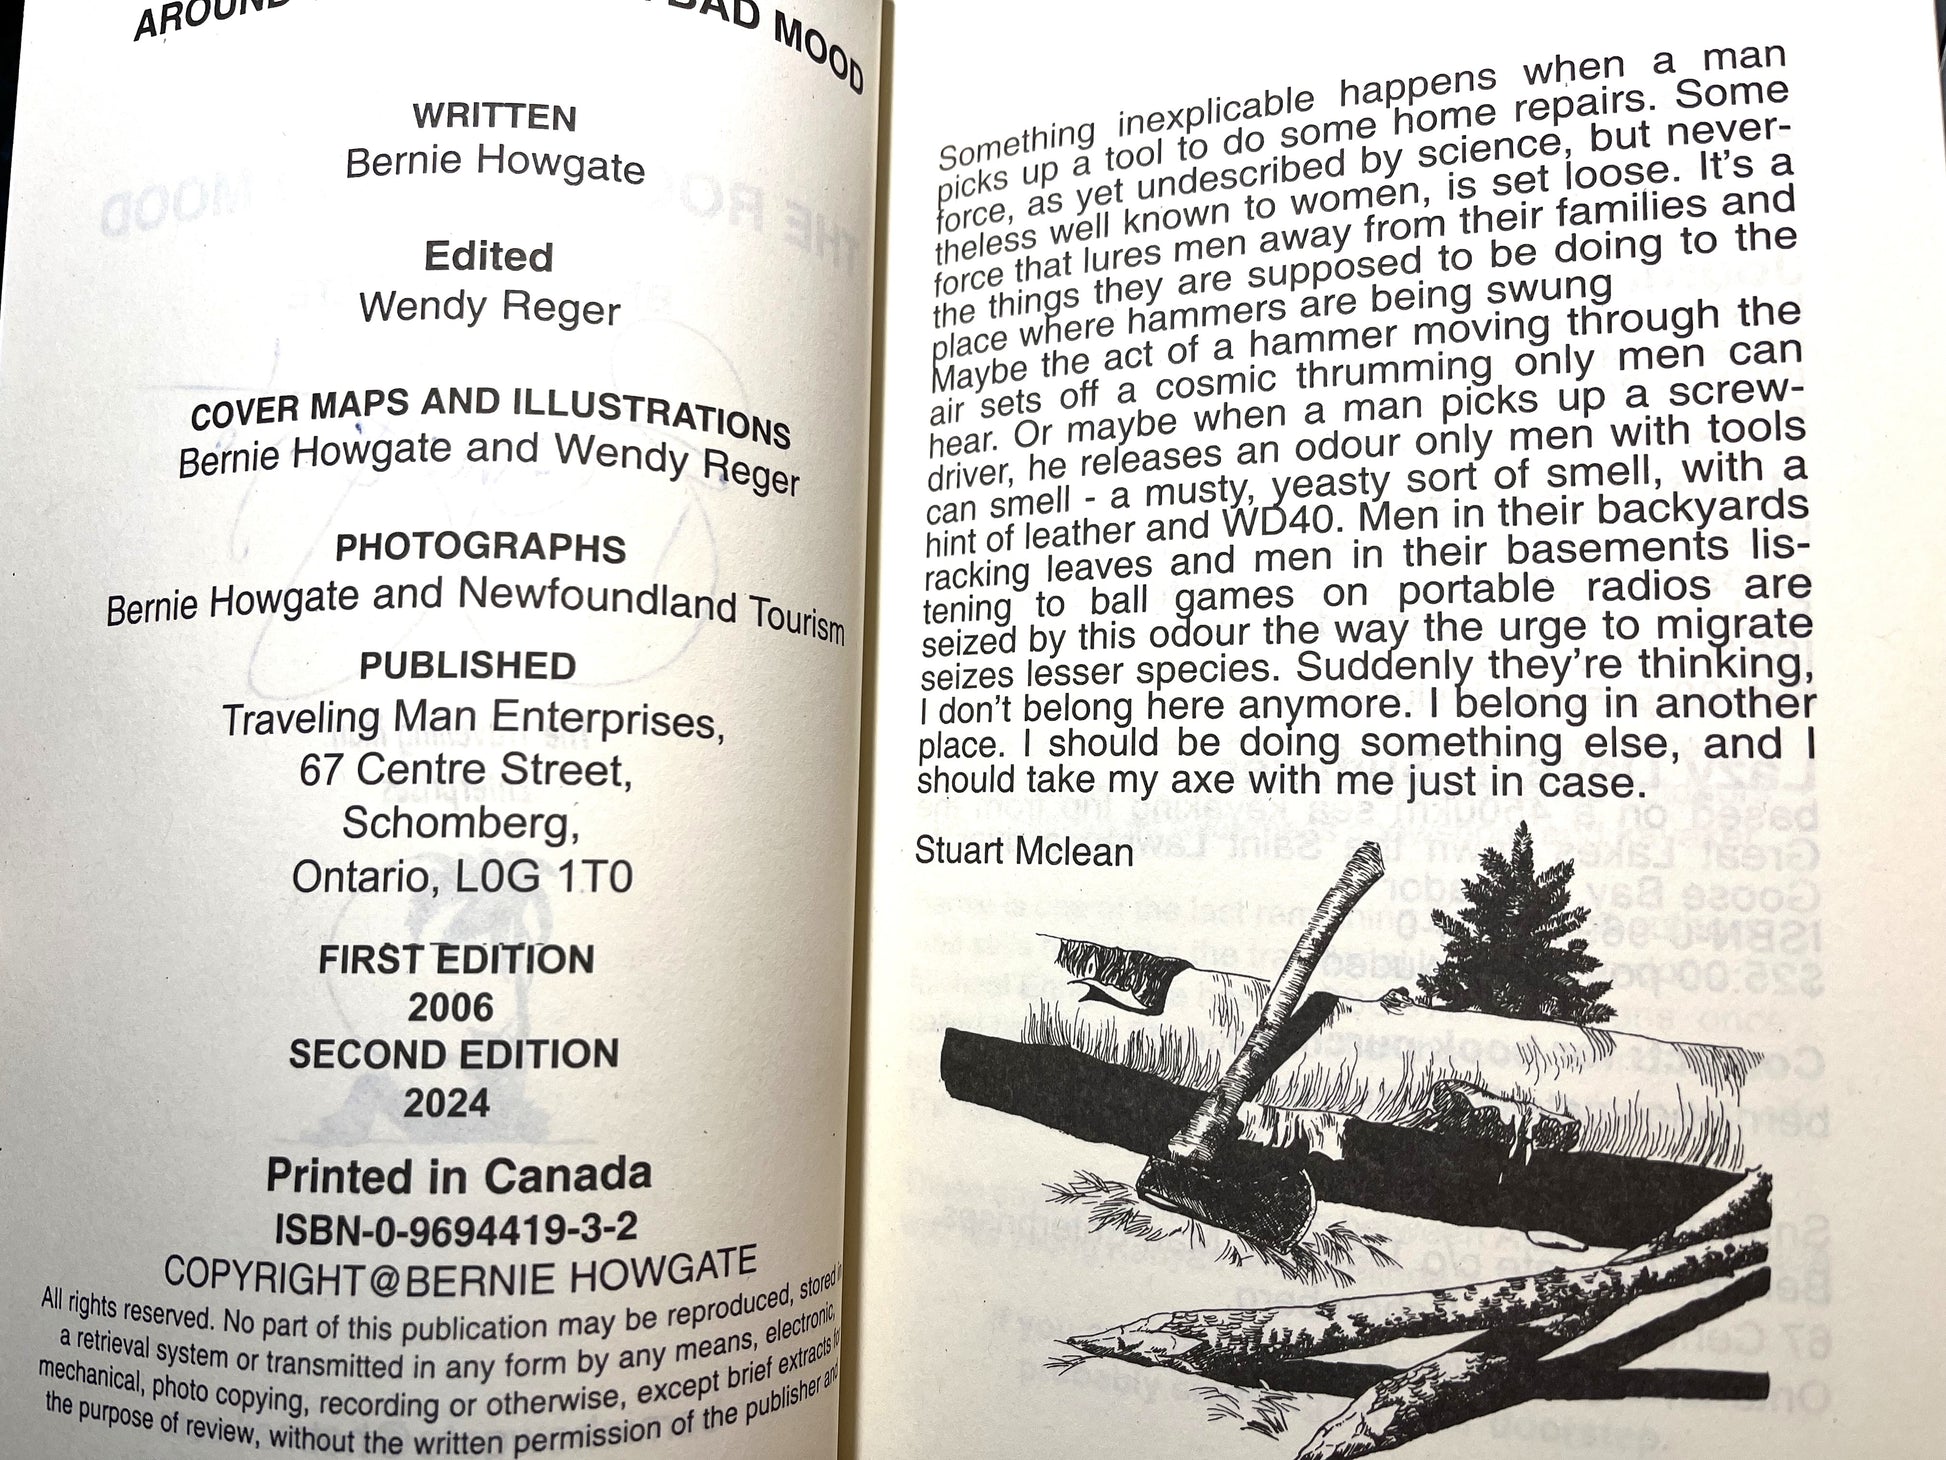 AROUND BAD MOOD
WRITTEN
Bernie Howgate
Edited
Wendy Reger
COVER MAPS AND ILLUSTRATIONS
Bernie Howgate and Wendy Reger
PHOTOGRAPHS
Bernie Howgate and Newfoundland Tourism
PUBLISHED
Traveling Man Enterprises,
67 Centre Street,
Schomberg,
Ontario, L0G 1T0
FIRST EDITION
2006
SECOND EDITION
2024
Printed in Canada
ISBN-0-9694419-3-2
COPYRIGHT@BERNIE HOWGATE
All rights reserved. No part of this publication may be reproduced, stored in
a retrieval system or transmitted in any form by any means, electronic,
mechanical, photo copying, recording or otherwise, except brief extracts for
the purpose of review, without the written permission of the publisher and
Something inexplicable happens when a man
picks up a tool to do some home repairs. Some
force, as yet undescribed by science, but never-
theless well known to women, is set loose. It's a
force that lures men away from their families and
the things they are supposed to be doing to the
place where hammers are being swung
Maybe the act of a hammer moving through the
air sets off a cosmic thrumming only men can
hear. Or maybe when a man picks up a screw-
driver, he releases an odour only men with tools
can smell - a musty, yeasty sort of smell, with a
hint of leather and WD40. Men in their backyards
racking leaves and men in their basements lis-
tening to ball games on portable radios are
seized by this odour the way the urge to migrate
seizes lesser species. Suddenly they're thinking,
I don't belong here anymore. I belong in another
place. I should be doing something else, and I
should take my axe with me just in case.
Stuart Mclean